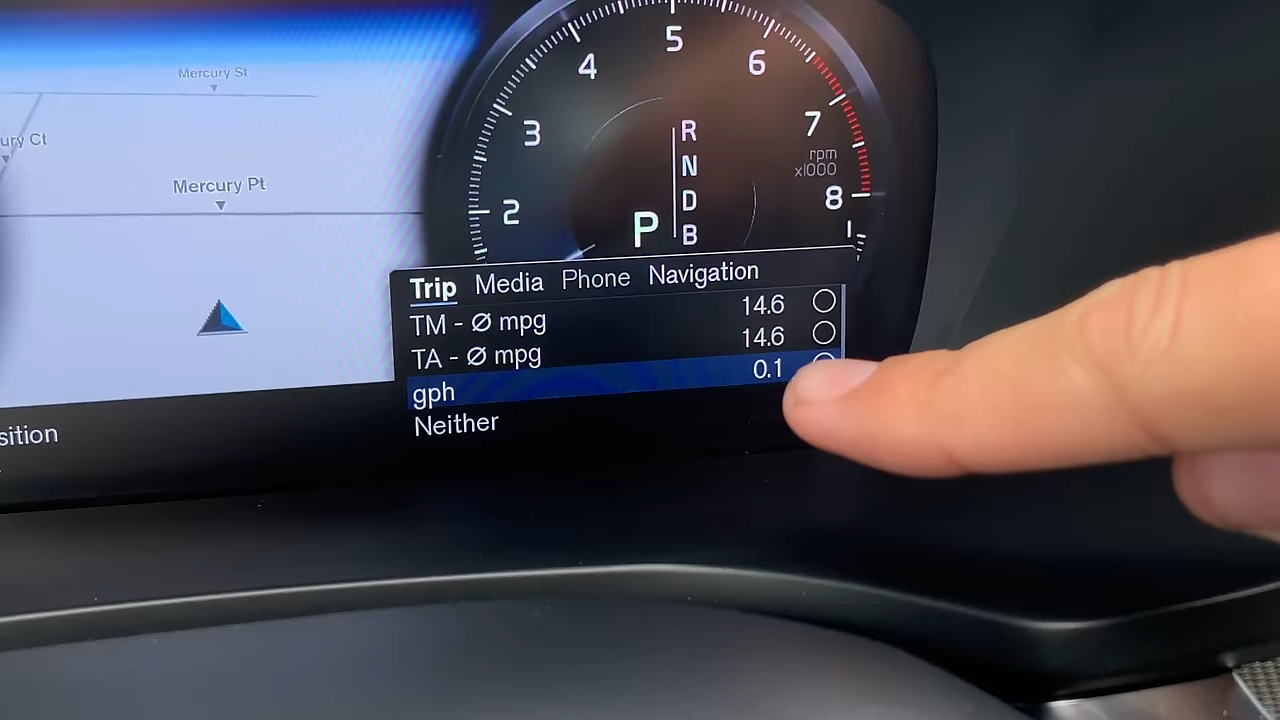 Mercury St
ury Ct
Mercury Pt
sition
2
3
4
5
6
7
8
rpm
x1000
R
N
D
B
P
Trip Media Phone Navigation
TM - Ø mpg 14.6
TA - Ø mpg 14.6
gph 0.1
Neither